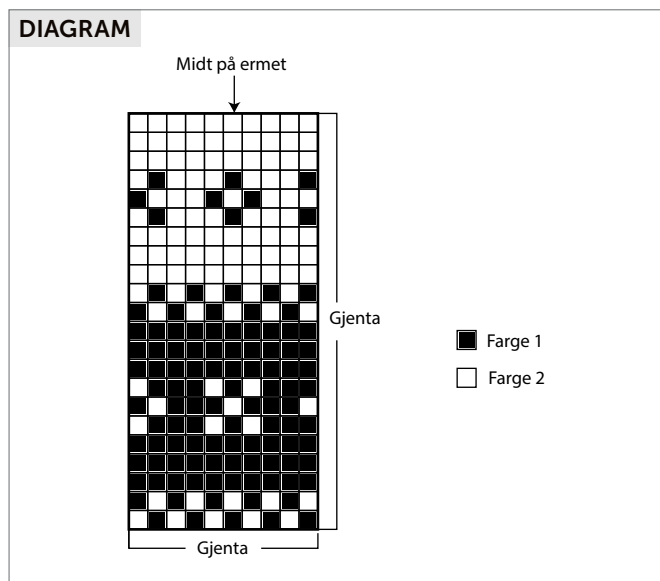 DIAGRAM
Midt på ermet
Gjenta
Farge 1
Farge 2
Gjenta